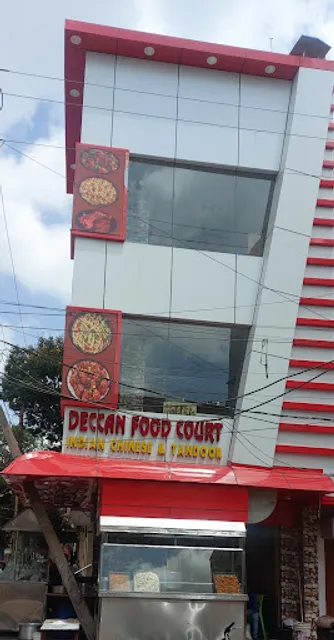 DECCAN FOOD COURT
INDIAN CHINESE & TANDOOR